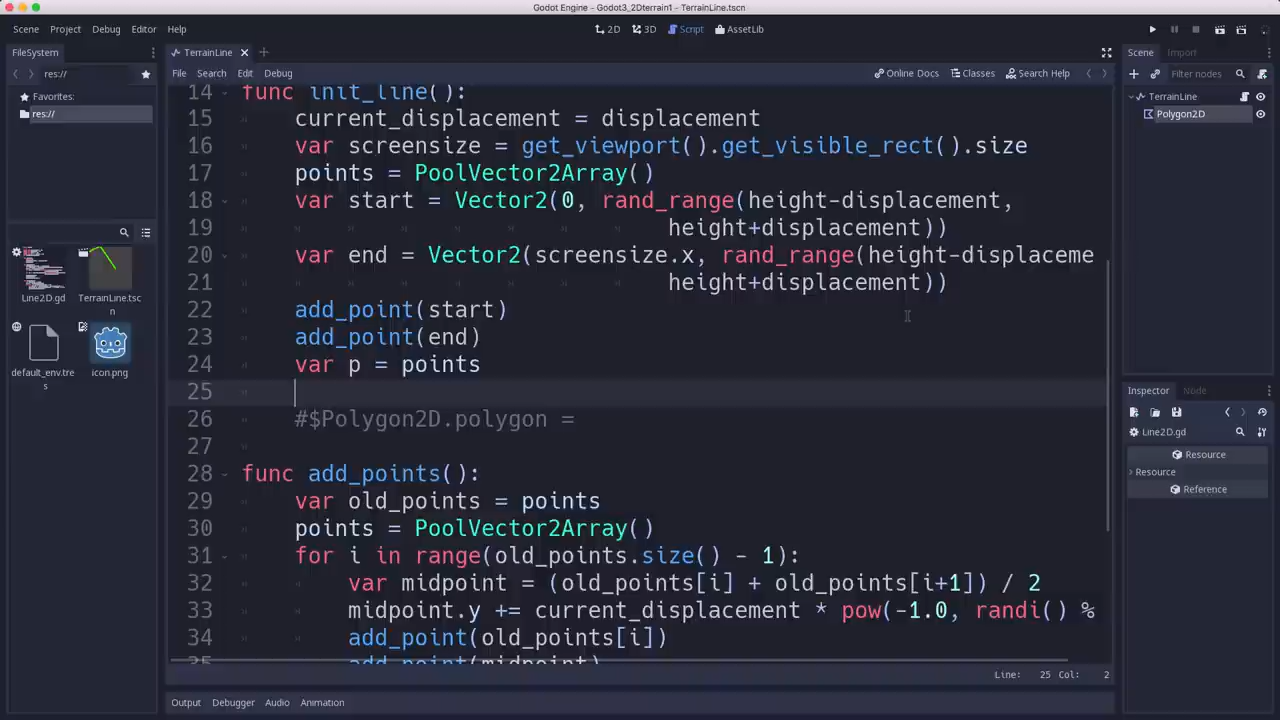 Godot Engine - Godot3_2Dterrain1 - TerrainLine.tscn
Scene Project Debug Editor Help
2D 3D Script AssetLib
FileSystem
TerrainLine
Scene Import
res://
File Search Edit Debug
Online Docs Classes Search Help
Filter nodes
Favorites:
res://
TerrainLine
Polygon2D
14 func init_line():
15 current_displacement = displacement
16 var screensize = get_viewport().get_visible_rect().size
17 points = PoolVector2Array()
18 var start = Vector2(0, rand_range(height-displacement,
19 height+displacement))
20 var end = Vector2(screensize.x, rand_range(height-displaceme
21 height+displacement))
22 add_point(start)
23 add_point(end)
24 var p = points
25
26 #$Polygon2D.polygon =
27
28 func add_points():
29 var old_points = points
30 points = PoolVector2Array()
31 for i in range(old_points.size() - 1):
32 var midpoint = (old_points[i] + old_points[i+1]) / 2
33 midpoint.y += current_displacement * pow(-1.0, randi() %
34 add_point(old_points[i])
35 add_point(midpoint)
Line2D.gd
TerrainLine.tsc
n
default_env.tre
s
icon.png
Inspector Node
Line2D.gd
Resource
Resource
Reference
Line: 25 Col: 2
Output Debugger Audio Animation